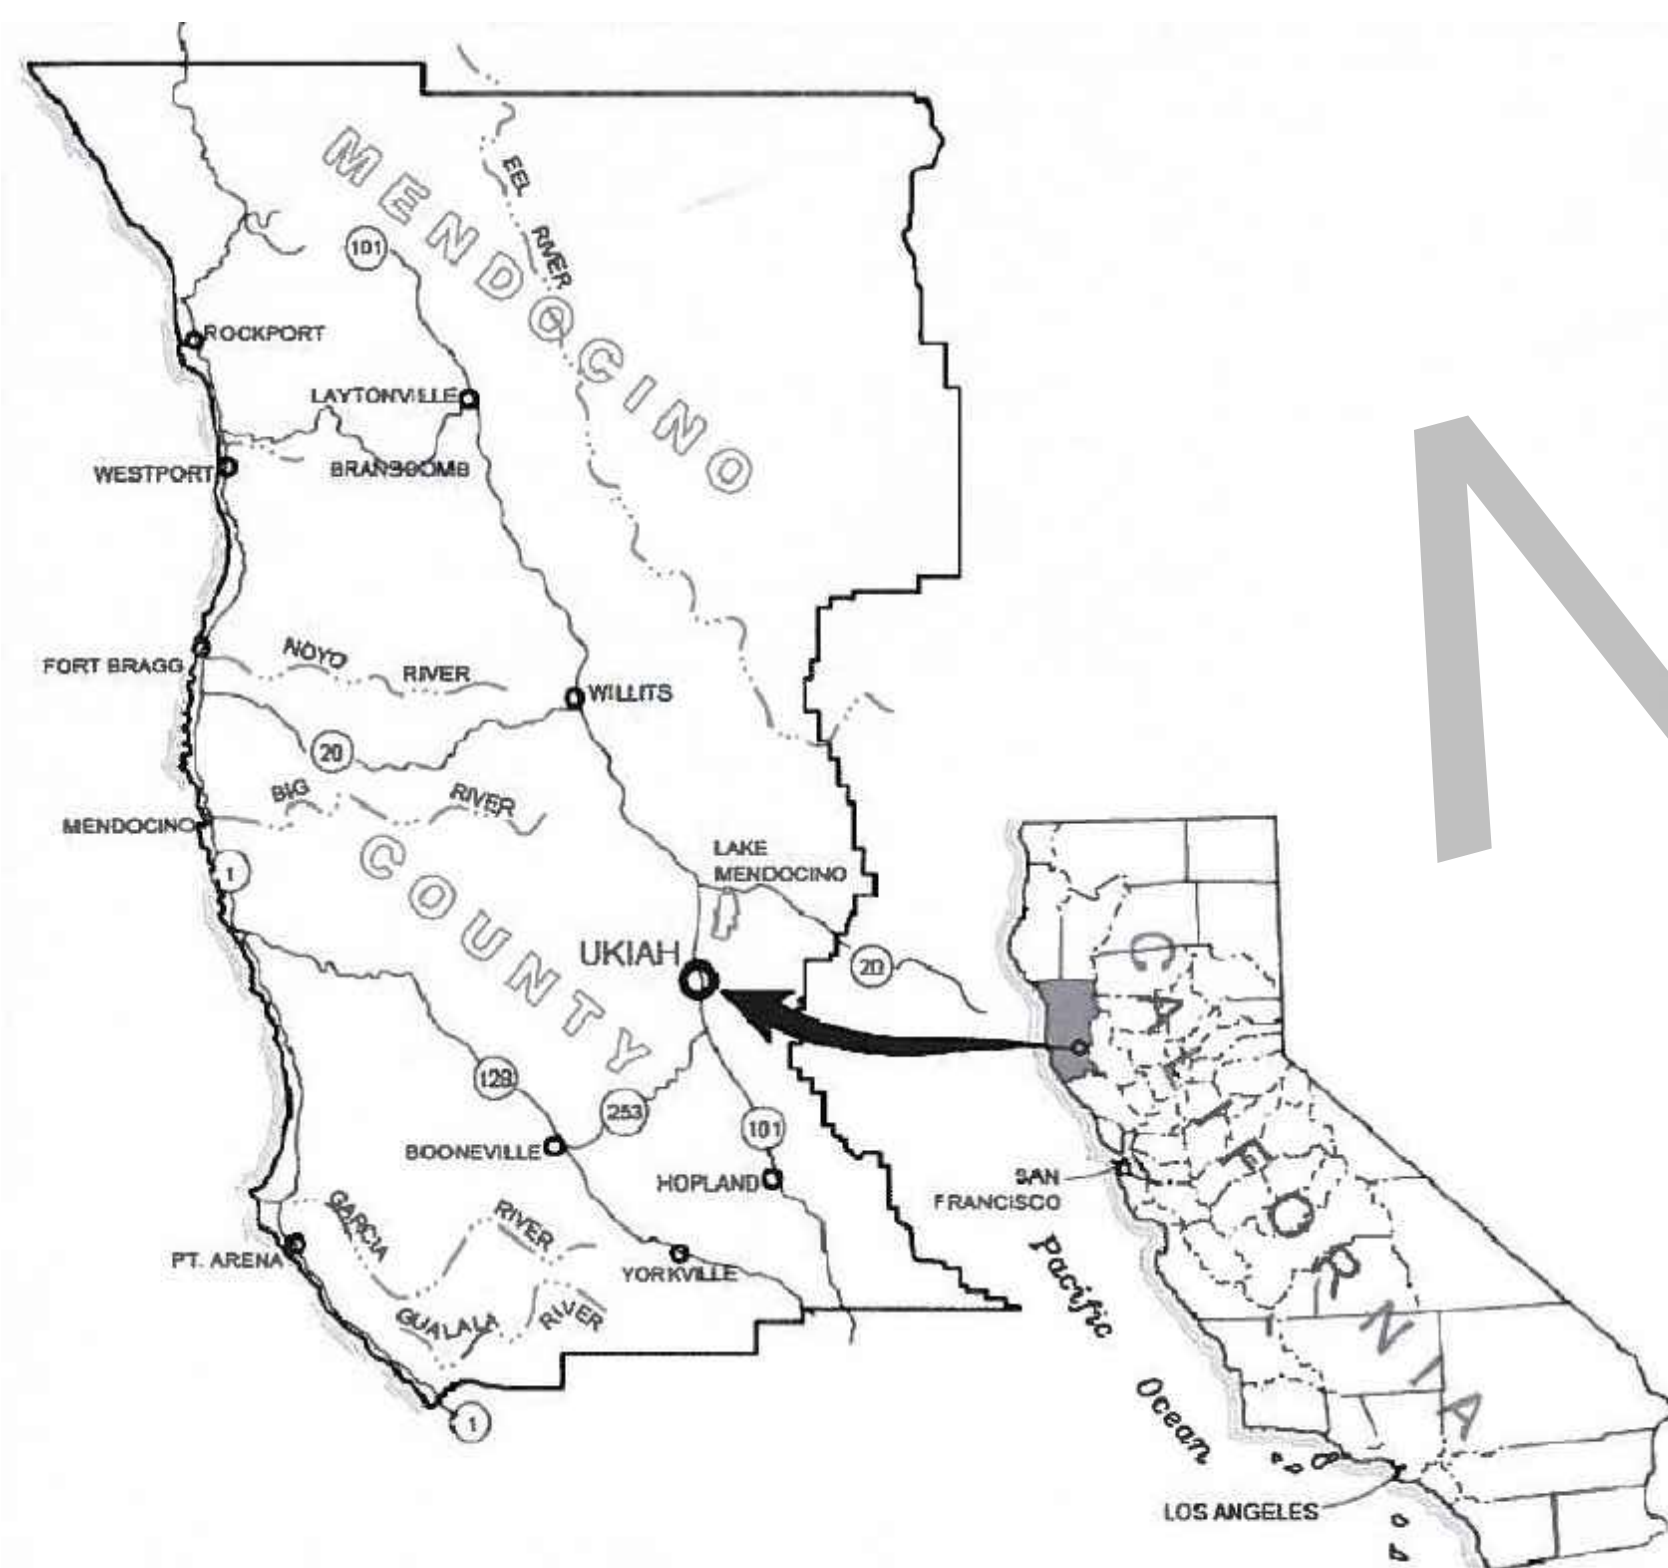 MENDOCINO
EEL
RIVER
101
ROCKPORT
LAYTONVILLE
WESTPORT
BRANSCOMB
NOYO
RIVER
FORT BRAGG
WILLITS
20
BIG
RIVER
MENDOCINO
1
COUNTY
LAKE
MENDOCINO
UKIAH
20
128
253
101
BOONEVILLE
HOPLAND
GARCIA
RIVER
PT. ARENA
YORKVILLE
GUALALA
RIVER
1
CALIFORNIA
SAN
FRANCISCO
Pacific
Ocean
LOS ANGELES